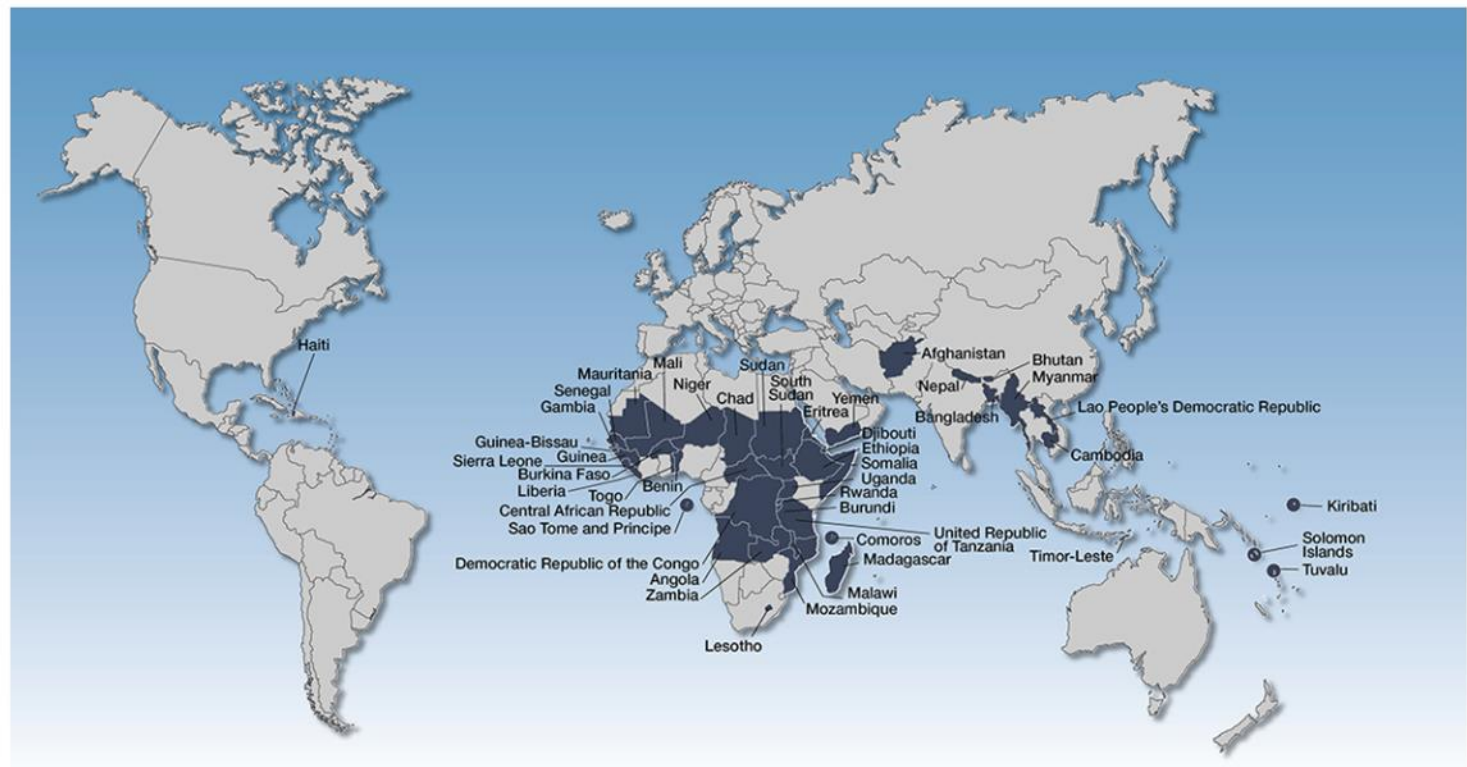 Haiti
Mali
Sudan
Mauritania
Niger
South
Sudan
Senegal
Chad
Yemen
Gambia
Eritrea
Afghanistan
Bhutan
Nepal
Myanmar
Bangladesh
Lao People's Democratic Republic
Cambodia
Djibouti
Ethiopia
Somalia
Uganda
Rwanda
Burundi
Guinea-Bissau
Guinea
Sierra Leone
Burkina Faso
Liberia
Togo
Benin
Central African Republic
Sao Tome and Principe
United Republic
of Tanzania
Comoros
Madagascar
Democratic Republic of the Congo
Angola
Zambia
Malawi
Mozambique
Lesotho
Timor-Leste
Kiribati
Solomon
Islands
Tuvalu